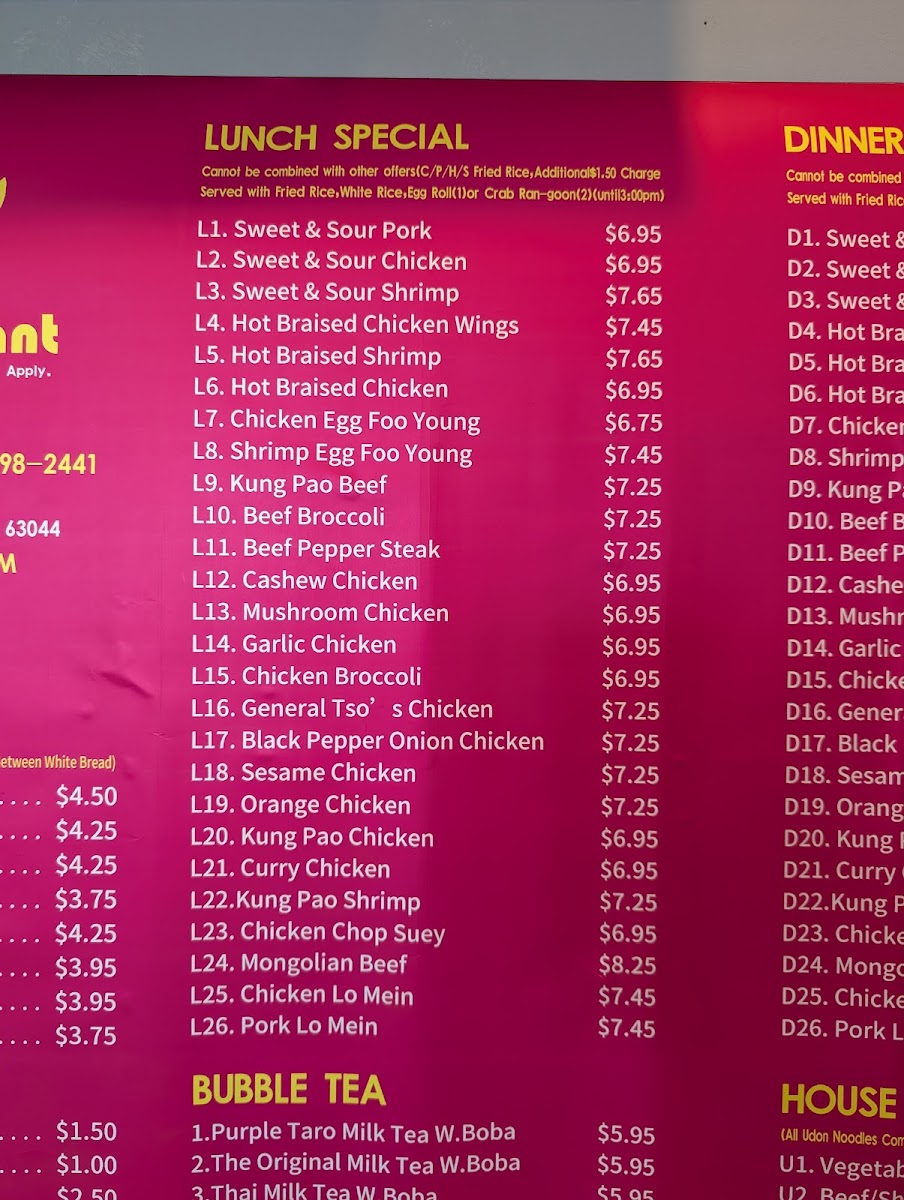 ant
Apply.
98-2441
63044
M
etween White Bread)
.... $4.50
.... $4.25
.... $4.25
.... $3.75
.... $4.25
.... $3.95
.... $3.95
.... $3.75
.... $1.50
.... $1.00
$2.50
LUNCH SPECIAL
Cannot be combined with other offers(C/P/H/S Fried Rice,Additional$1.50 Charge
Served with Fried Rice,White Rice,Egg Roll(1)or Crab Ran-goon(2)(until3:00pm)
L1. Sweet & Sour Pork $6.95
L2. Sweet & Sour Chicken $6.95
L3. Sweet & Sour Shrimp $7.65
L4. Hot Braised Chicken Wings $7.45
L5. Hot Braised Shrimp $7.65
L6. Hot Braised Chicken $6.95
L7. Chicken Egg Foo Young $6.75
L8. Shrimp Egg Foo Young $7.45
L9. Kung Pao Beef $7.25
L10. Beef Broccoli $7.25
L11. Beef Pepper Steak $7.25
L12. Cashew Chicken $6.95
L13. Mushroom Chicken $6.95
L14. Garlic Chicken $6.95
L15. Chicken Broccoli $6.95
L16. General Tso’ s Chicken $7.25
L17. Black Pepper Onion Chicken $7.25
L18. Sesame Chicken $7.25
L19. Orange Chicken $7.25
L20. Kung Pao Chicken $6.95
L21. Curry Chicken $6.95
L22.Kung Pao Shrimp $7.25
L23. Chicken Chop Suey $6.95
L24. Mongolian Beef $8.25
L25. Chicken Lo Mein $7.45
L26. Pork Lo Mein $7.45
BUBBLE TEA
1.Purple Taro Milk Tea W.Boba $5.95
2.The Original Milk Tea W.Boba $5.95
3.Thai Milk Tea W.Boba $5.95
DINNER
Cannot be combined
Served with Fried Ric
D1. Sweet &
D2. Sweet &
D3. Sweet &
D4. Hot Bra
D5. Hot Bra
D6. Hot Bra
D7. Chicken
D8. Shrimp
D9. Kung Pa
D10. Beef B
D11. Beef P
D12. Cashe
D13. Mushr
D14. Garlic
D15. Chicke
D16. Gener
D17. Black
D18. Sesam
D19. Orang
D20. Kung P
D21. Curry
D22.Kung P
D23. Chicke
D24. Mongo
D25. Chicke
D26. Pork L
HOUSE
(All Udon Noodles Com
U1. Vegetab
U2. Beef/Sh